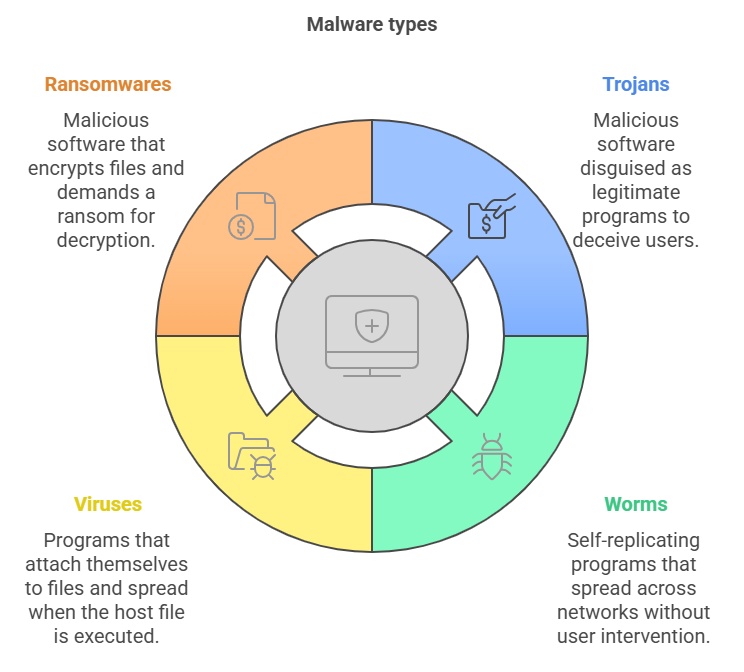 Malware types
Ransomwares
Malicious
software that
encrypts files and
demands a
ransom for
decryption.
Trojans
Malicious
software
disguised as
legitimate
programs to
deceive users.
$
$
Viruses
Programs that
attach themselves
to files and spread
when the host file
is executed.
Worms
Self-replicating
programs that
spread across
networks without
user intervention.